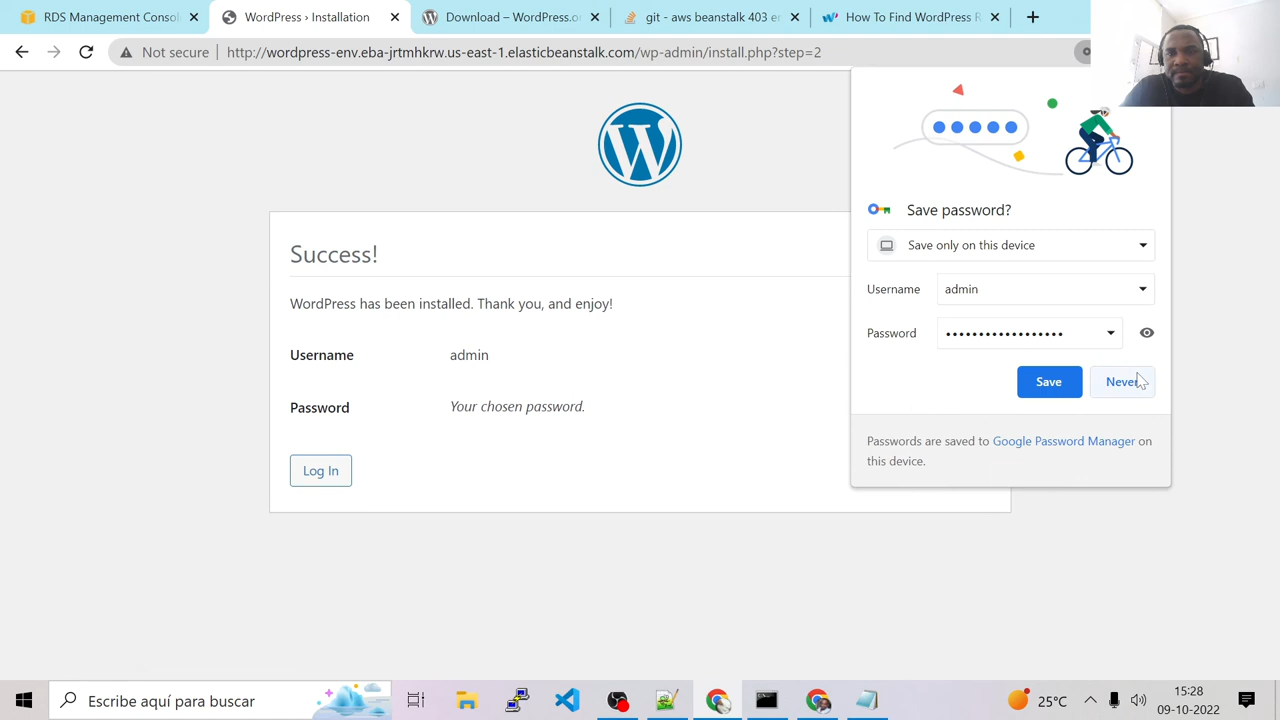 RDS Management Consol
WordPress › Installation
Download – WordPress.or
git - aws beanstalk 403 er
How To Find WordPress R
Not secure
http://wordpress-env.eba-jrtmhkrv.us-east-1.elasticbeanstalk.com/wp-admin/install.php?step=2
Success!
WordPress has been installed. Thank you, and enjoy!
Username admin
Password Your chosen password.
Log In
Save password?
Save only on this device
Username admin
Password ••••••••••••••••••
Save Never
Passwords are saved to Google Password Manager on
this device.
Escribe aquí para buscar
25°C
15:28
09-10-2022